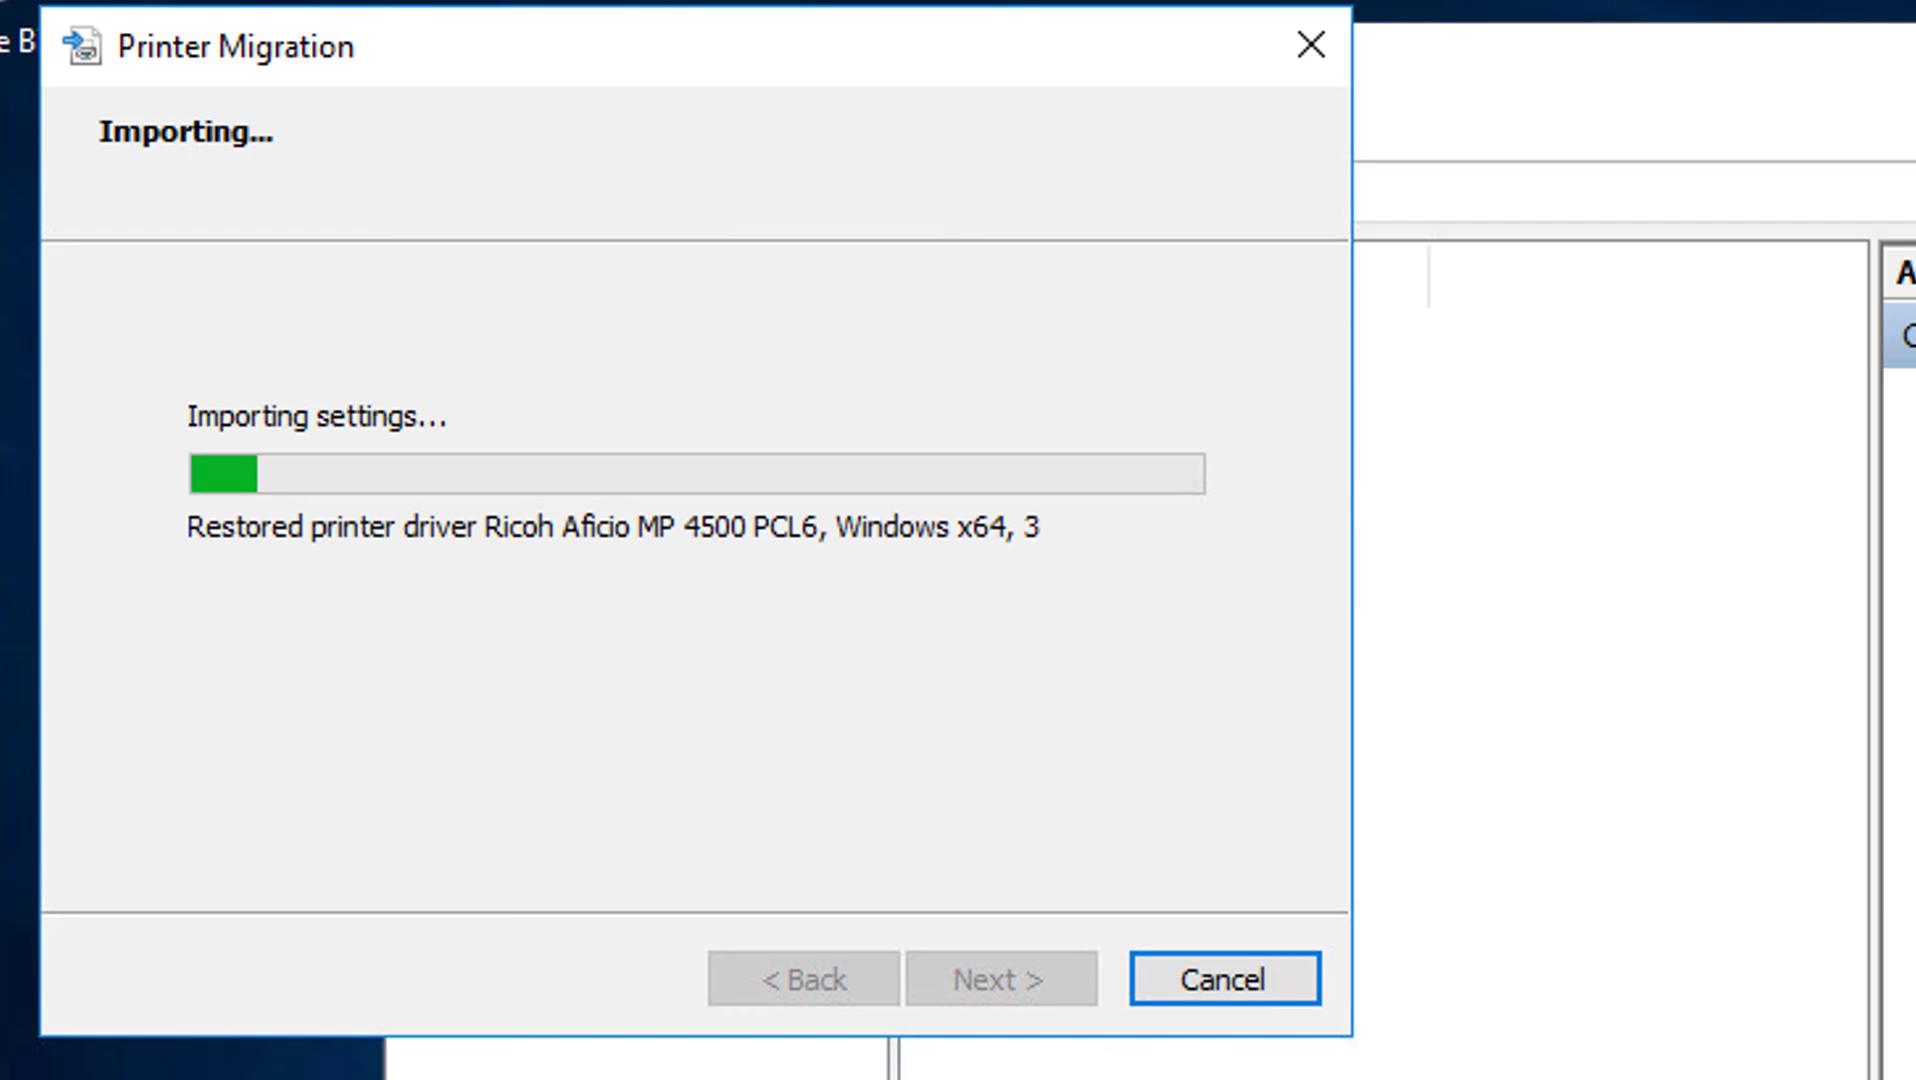 e B
Printer Migration
Importing...
A
Importing settings...
Restored printer driver Ricoh Aficio MP 4500 PCL6, Windows x64, 3
< Back
Next >
Cancel